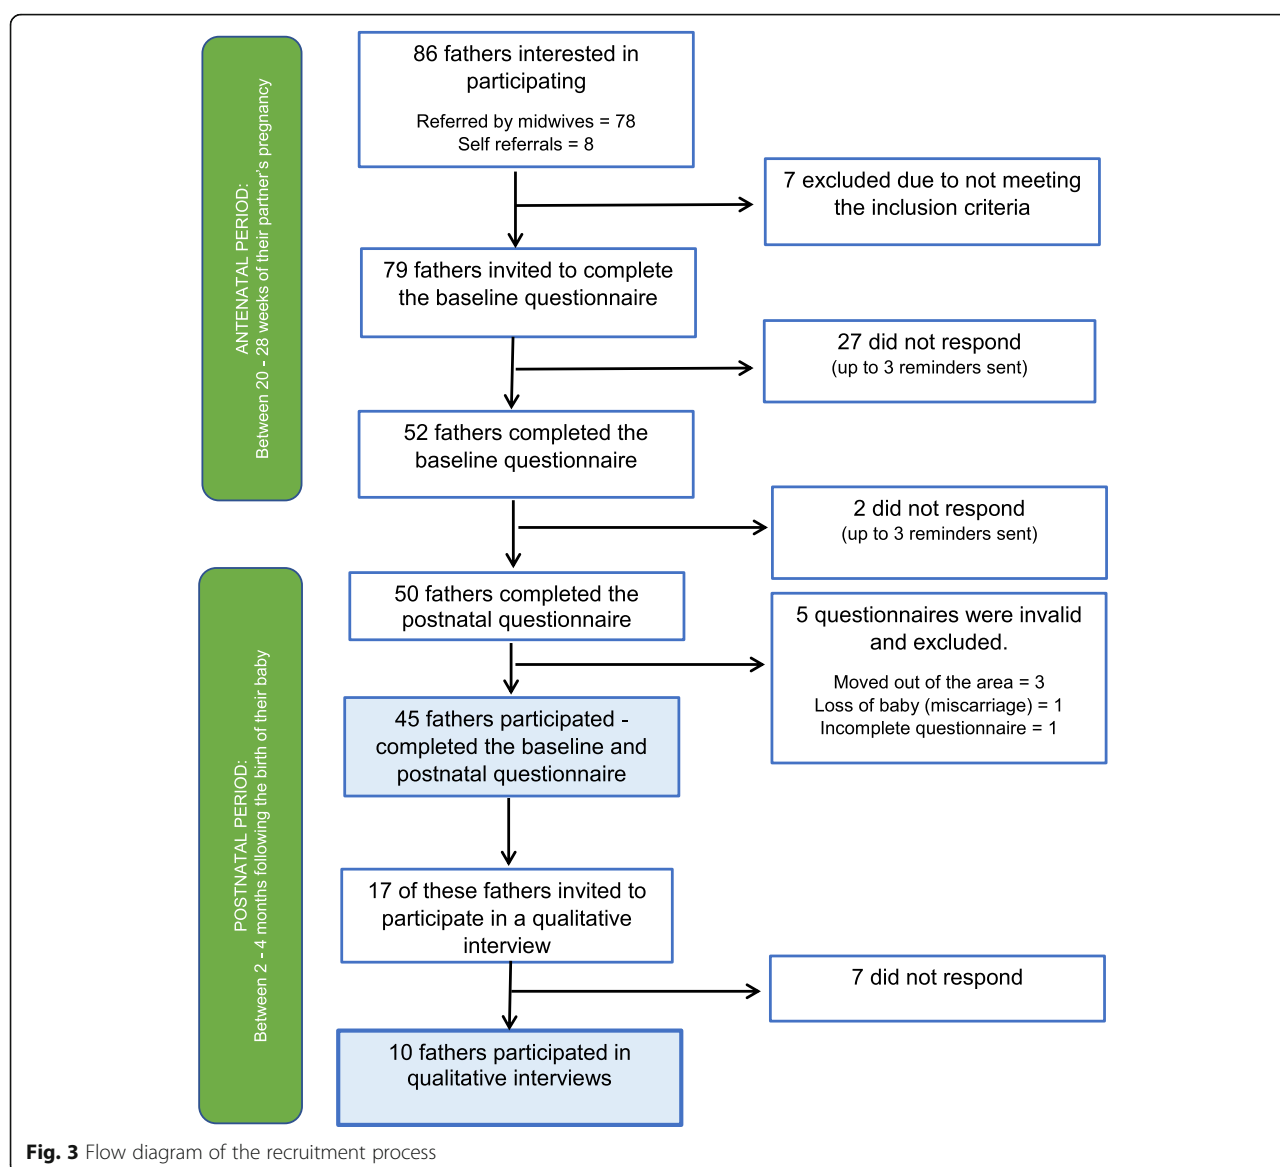 ANTENATAL PERIOD:
Between 20 - 28 weeks of their partner's pregnancy
86 fathers interested in
participating
Referred by midwives = 78
Self referrals = 8
7 excluded due to not meeting
the inclusion criteria
79 fathers invited to complete
the baseline questionnaire
27 did not respond
(up to 3 reminders sent)
52 fathers completed the
baseline questionnaire
2 did not respond
(up to 3 reminders sent)
POSTNATAL PERIOD:
Between 2 - 4 months following the birth of their baby
50 fathers completed the
postnatal questionnaire
5 questionnaires were invalid
and excluded.
Moved out of the area = 3
Loss of baby (miscarriage) = 1
Incomplete questionnaire = 1
45 fathers participated -
completed the baseline and
postnatal questionnaire
17 of these fathers invited to
participate in a qualitative
interview
7 did not respond
10 fathers participated in
qualitative interviews
Fig. 3 Flow diagram of the recruitment process